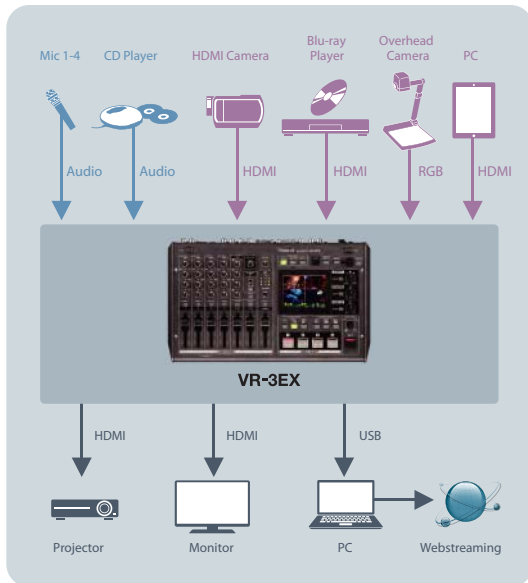 Mic 1-4
CD Player
HDMI Camera
Blu-ray
Player
Overhead
Camera
PC
Audio
Audio
HDMI
HDMI
RGB
HDMI
VR-3EX
HDMI
HDMI
USB
Projector
Monitor
PC
Webstreaming